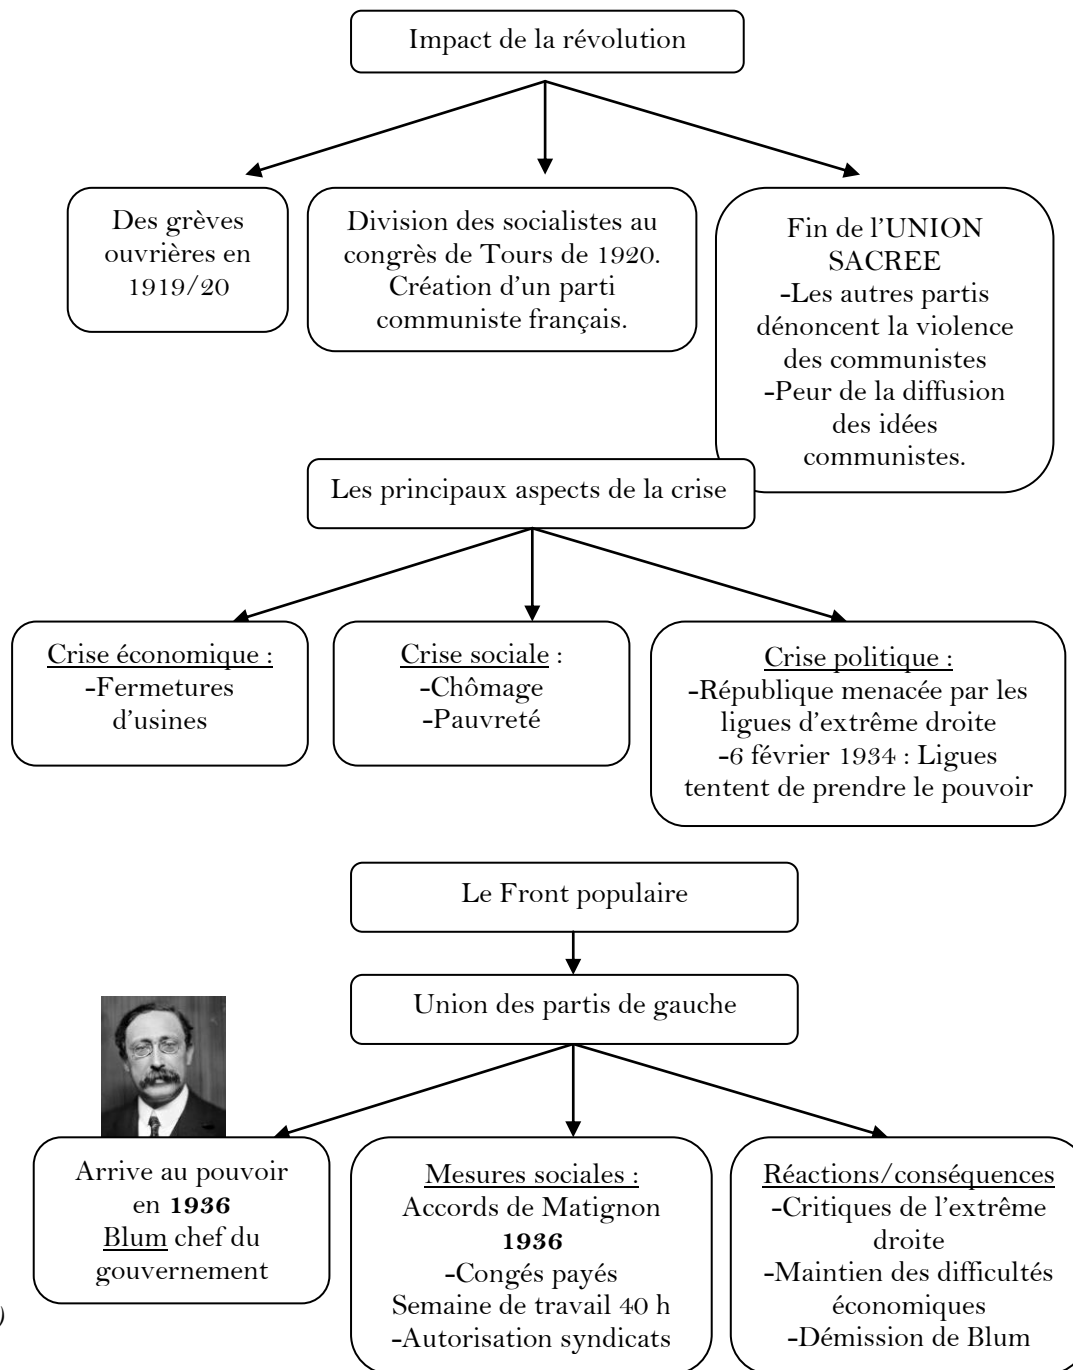 Impact de la révolution
Des grèves
ouvrières en
1919/20
Division des socialistes au
congrès de Tours de 1920.
Création d'un parti
communiste français.
Fin de l'UNION
SACREE
-Les autres partis
dénoncent la violence
des communistes
-Peur de la diffusion
des idées
communistes.
Les principaux aspects de la crise
Crise économique :
-Fermetures
d'usines
Crise sociale :
-Chômage
-Pauvreté
Crise politique :
-République menacée par les
ligues d'extrême droite
-6 février 1934 : Ligues
tentent de prendre le pouvoir
Le Front populaire
Union des partis de gauche
Arrive au pouvoir
en 1936
Blum chef du
gouvernement
Mesures sociales :
Accords de Matignon
1936
-Congés payés
Semaine de travail 40 h
-Autorisation syndicats
Réactions/conséquences
-Critiques de l'extrême
droite
-Maintien des difficultés
économiques
-Démission de Blum
)